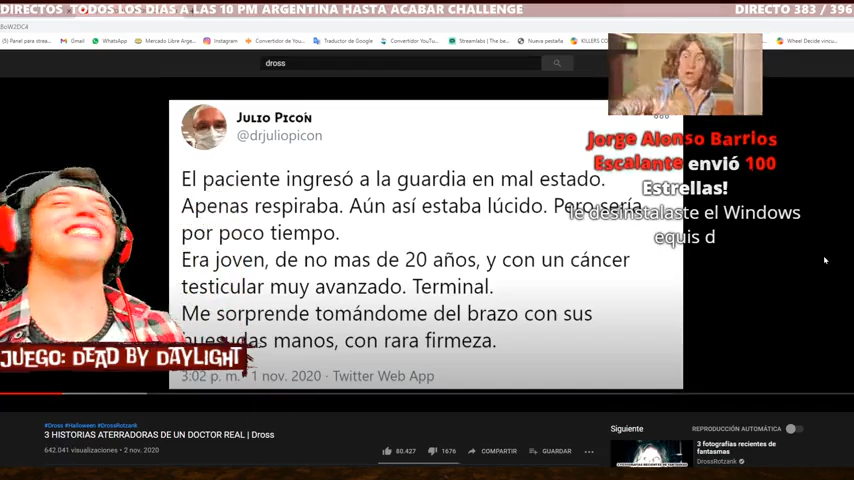 DIRECTOS TODOS LOS DIAS A LAS 10 PM ARGENTINA HASTA ACABAR CHALLENGE
DIRECTO 383 / 396
BoW2DC4
(5) Panel para strea... Gmail WhatsApp Mercado Libre Arge... Instagram Convertidor de You... Traductor de Google Convertidor YouTu... Streamlabs | The be... Nueva pestaña KILLERS CO Wheel Decide vincu...
dross
JULIO PICÓN
@drjuliopicon
Jorge Alonso Barrios
Escalante envió 100
Estrellas!
le desinstalaste el Windows
equis d
El paciente ingresó a la guardia en mal estado.
Apenas respiraba. Aún así estaba lúcido. Pero sería
por poco tiempo.
Era joven, de no mas de 20 años, y con un cáncer
testicular muy avanzado. Terminal.
Me sorprende tomándome del brazo con sus
huesudas manos, con rara firmeza.
JUEGO: DEAD BY DAYLIGHT
3:02 p. m. · 1 nov. 2020 · Twitter Web App
#Dross #Halloween #DrossRotzank
3 HISTORIAS ATERRADORAS DE UN DOCTOR REAL | Dross
642.041 visualizaciones • 2 nov. 2020
80.427 1676 COMPARTIR GUARDAR
Siguiente REPRODUCCIÓN AUTOMÁTICA
3 fotografías recientes de
fantasmas
DrossRotzank